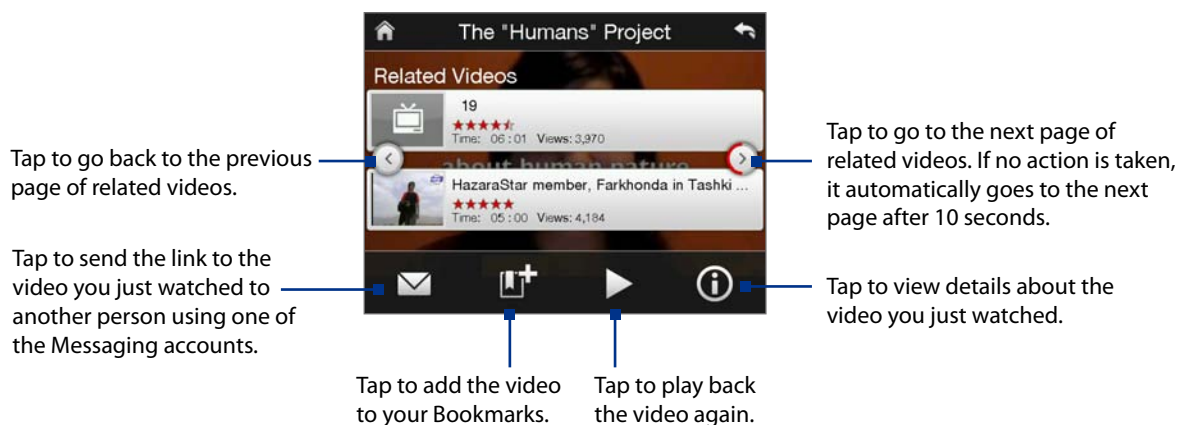 The "Humans" Project
Related Videos
19
Time: 06:01 Views: 3,970
about human nature
HazaraStar member, Farkhonda in Tashki ...
Time: 05:00 Views: 4,184
Tap to go back to the previous
page of related videos.
Tap to send the link to the
video you just watched to
another person using one of
the Messaging accounts.
Tap to add the video
to your Bookmarks.
Tap to play back
the video again.
Tap to go to the next page of
related videos. If no action is taken,
it automatically goes to the next
page after 10 seconds.
Tap to view details about the
video you just watched.